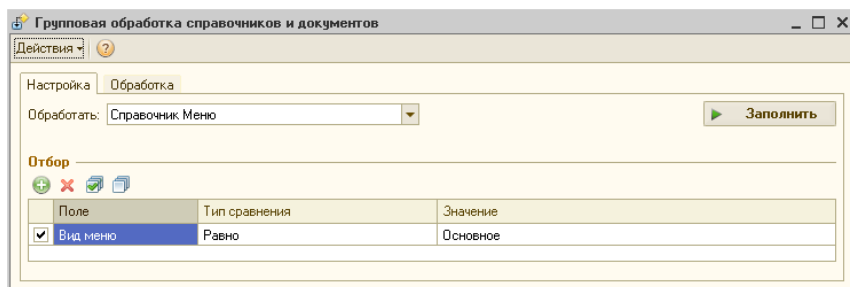 Групповая обработка справочников и документов
Действия
Настройка Обработка
Обработать: Справочник Меню Заполнить
Отбор
Поле Тип сравнения Значение
Вид меню Равно Основное